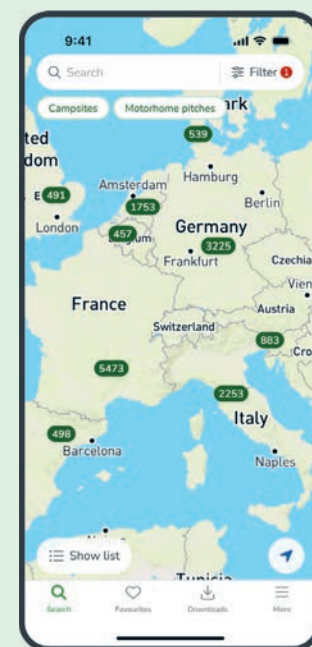 9:41
Search
Filter 1
Campsites
Motorhome pitches
rk
ted
dom
539
Hamburg
Amsterdam
E 491
1753
Berlin
London
457
Germany
3225
Frankfurt
Czechia
Vien
France
Austria
Switzerland
883
Cro
5473
2253
Italy
498
Barcelona
Naples
Show list
Tunisia
Search
Favourites
Downloads
More